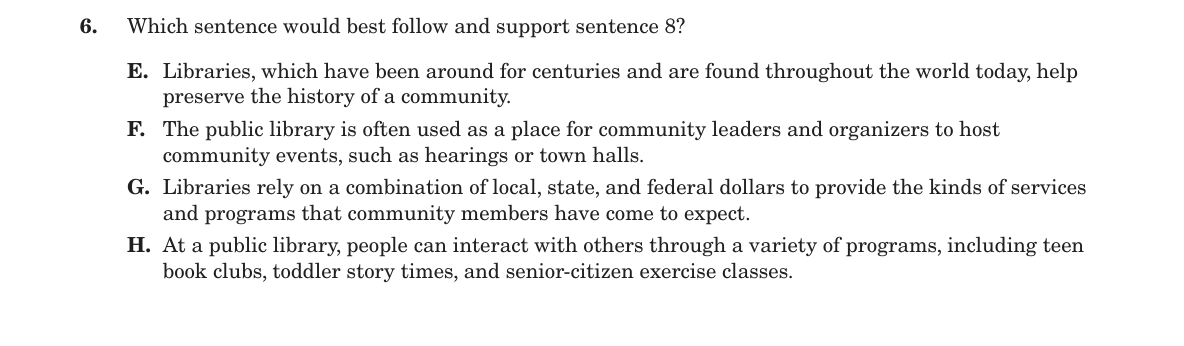 6. Which sentence would best follow and support sentence 8?
E. Libraries, which have been around for centuries and are found throughout the world today, help
preserve the history of a community.
F. The public library is often used as a place for community leaders and organizers to host
community events, such as hearings or town halls.
G. Libraries rely on a combination of local, state, and federal dollars to provide the kinds of services
and programs that community members have come to expect.
H. At a public library, people can interact with others through a variety of programs, including teen
book clubs, toddler story times, and senior-citizen exercise classes.